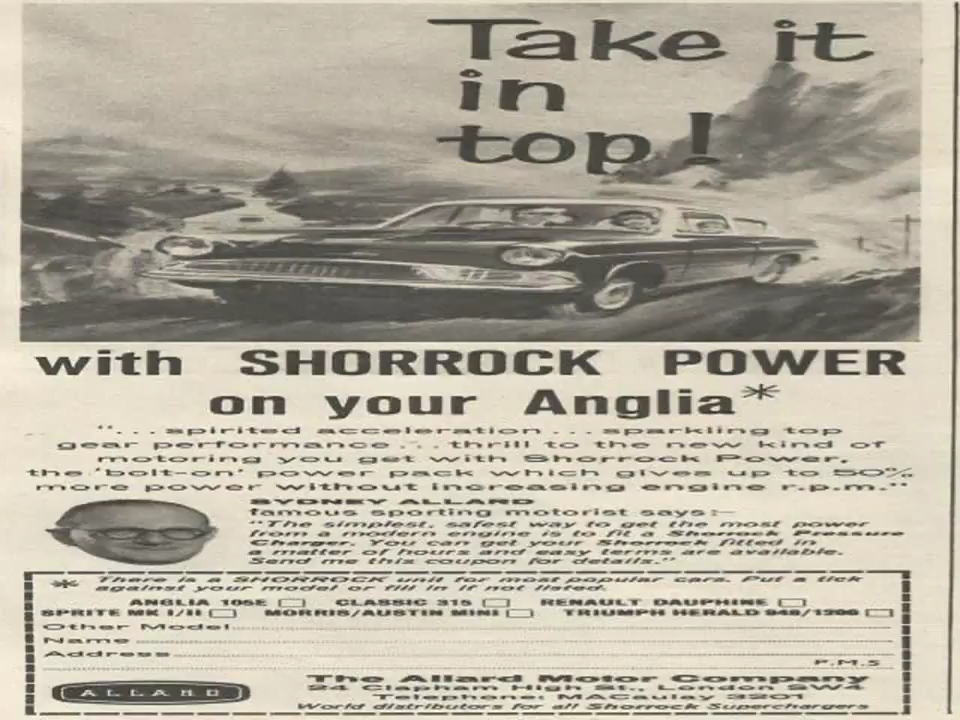 Take it
in
top!
with SHORROCK POWER
on your Anglia*
"... spirited acceleration ... sparkling top
gear performance ... thrill to the new kind of
motoring you get with Shorrock Power,
the 'bolt-on' power pack which gives up to 50%
more power without increasing engine r.p.m."
SYDNEY ALLARD
famous sporting motorist says:–
"The simplest, safest way to get the most power
from a modern engine is to fit a Shorrock Pressure
Charger. You can get your Shorrock fitted in
a matter of hours and easy terms are available.
Send me this coupon for details."
* There is a SHORROCK unit for most popular cars. Put a tick
against your model or fill in if not listed.
ANGLIA 105E CLASSIC 315 RENAULT DAUPHINE
SPRITE MK I/II MORRIS/AUSTIN MINI TRIUMPH HERALD 948/1200
Other Model
Name
Address
P.M.S
ALLARD
The Allard Motor Company
24 Clapham High St., London SW4
Telephone: MACaulay 3201
World distributors for all Shorrock Superchargers